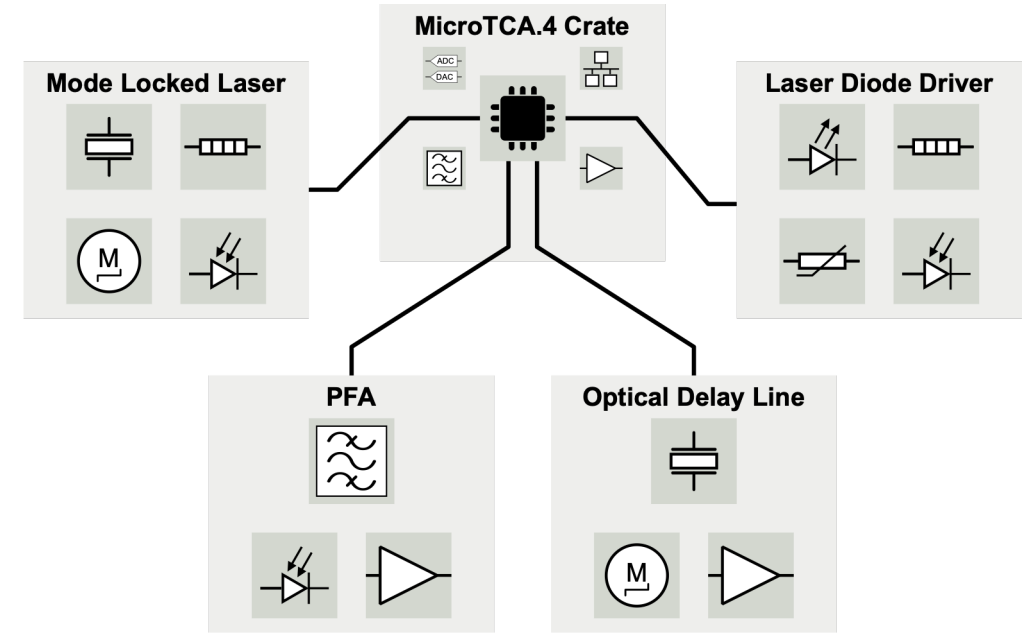 MicroTCA.4 Crate
ADC
DAC
Mode Locked Laser
M
Laser Diode Driver
PFA
Optical Delay Line
M